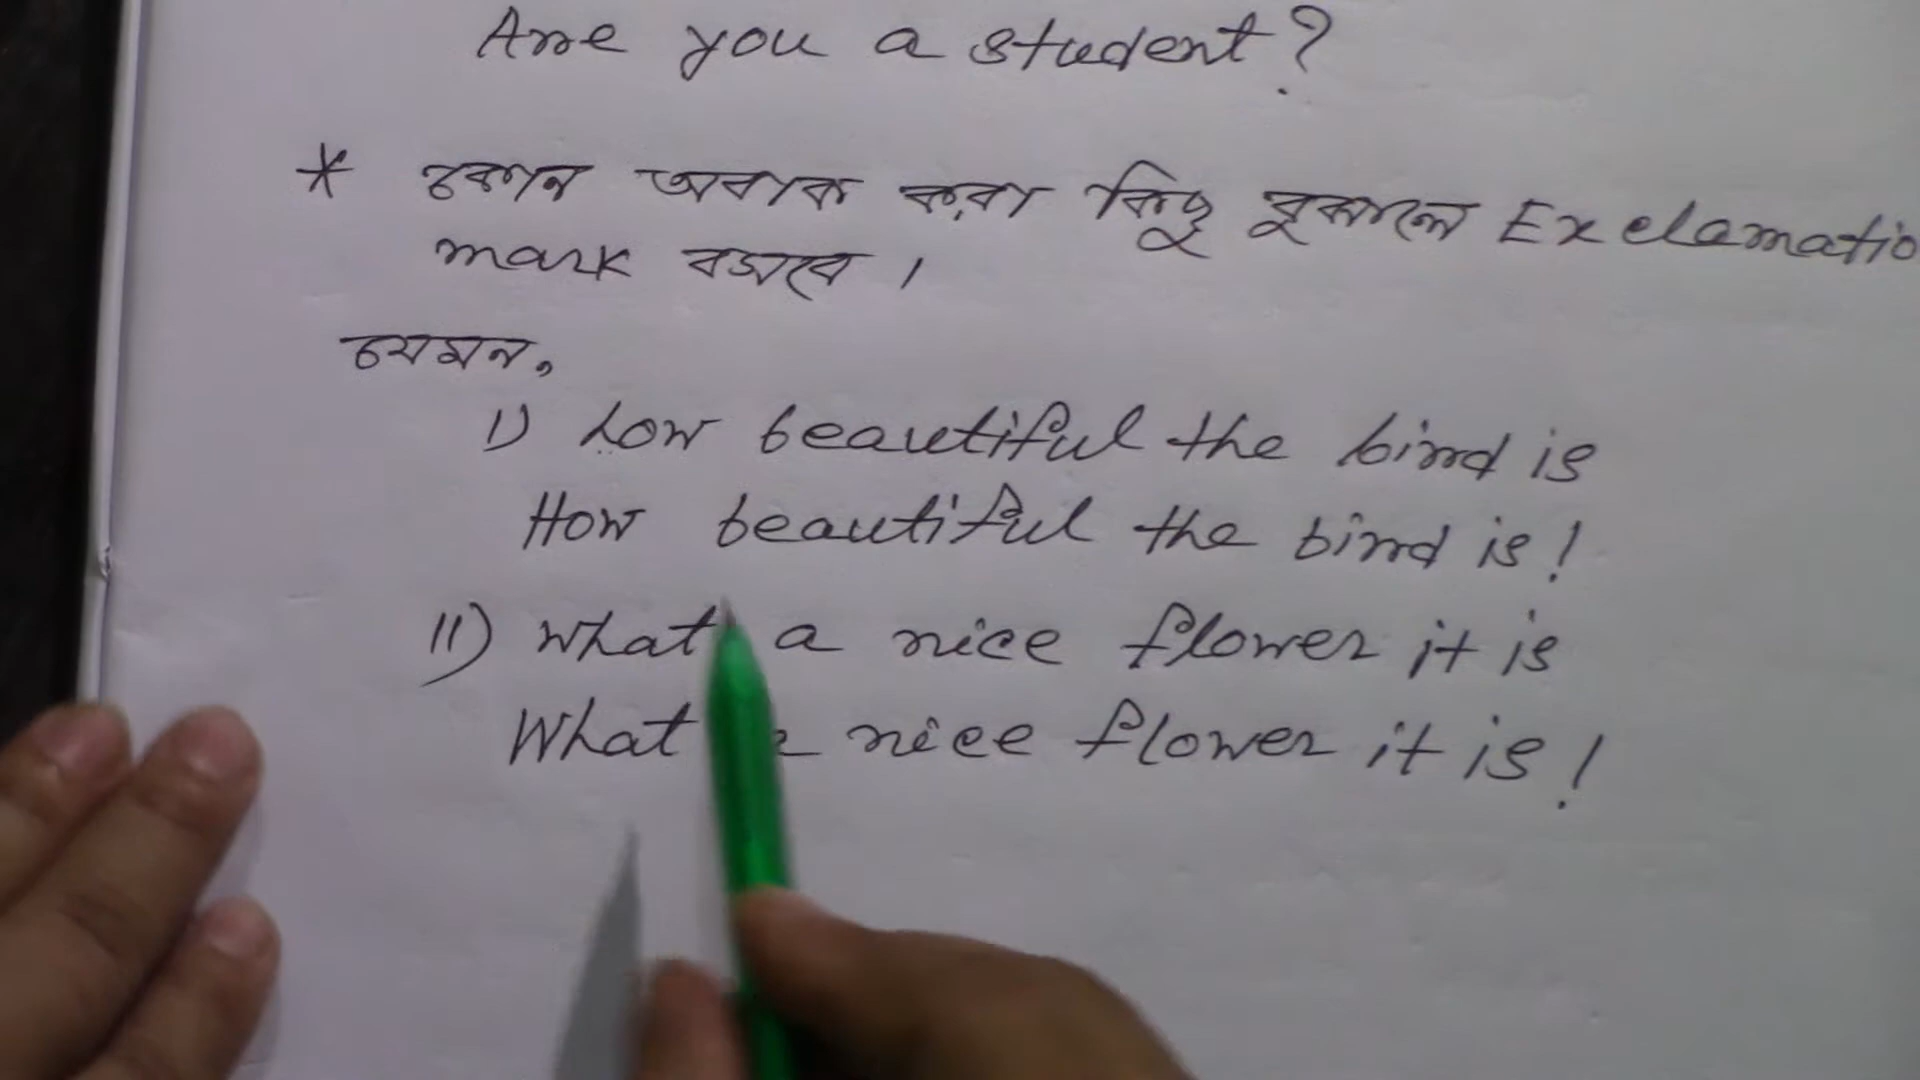 Are you a student?
* কোন অবাক করা কিছু বুঝালে Exclamatio
mark বসবে ।
যেমন,
i) how beautiful the bird is
How beautiful the bird is!
ii) what a nice flower it is
What a nice flower it is!